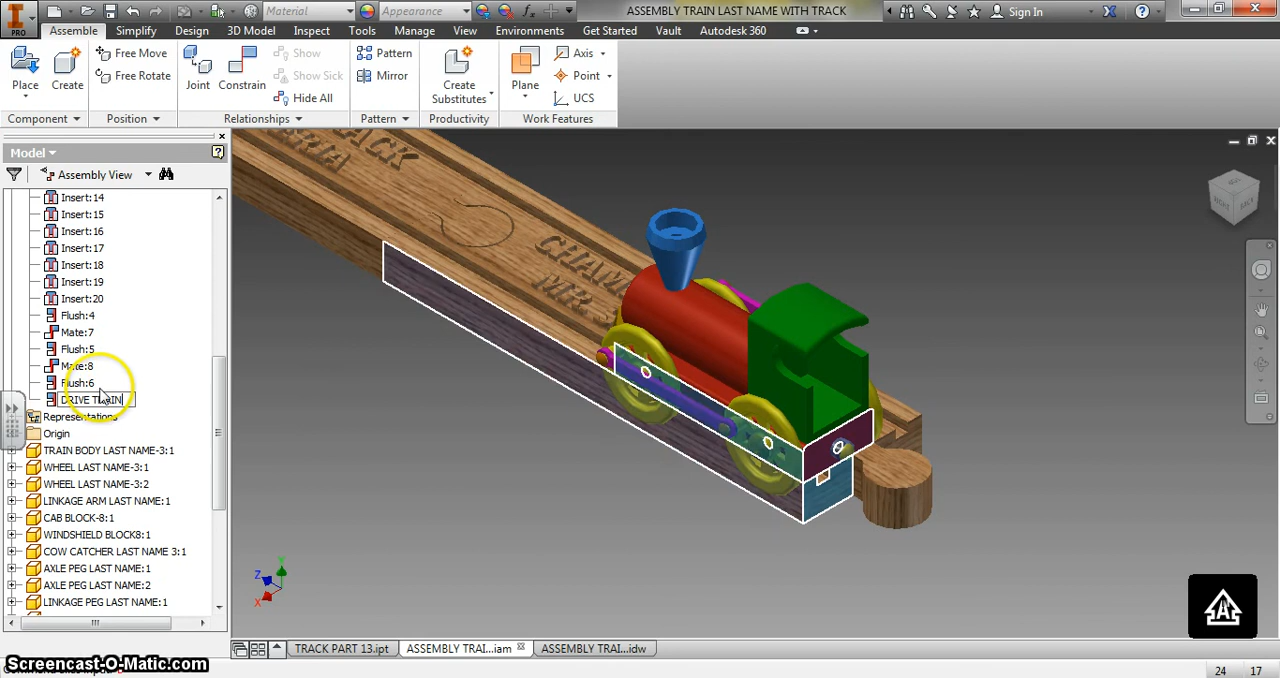 PRO
Material
Appearance
ASSEMBLY TRAIN LAST NAME WITH TRACK
Sign In
Assemble Simplify Design 3D Model Inspect Tools Manage View Environments Get Started Vault Autodesk 360
Place
Create
Free Move
Free Rotate
Joint
Constrain
Show
Show Sick
Hide All
Pattern
Mirror
Create
Substitutes
Plane
Axis
Point
UCS
Component Position Relationships Pattern Productivity Work Features
Model
Assembly View
Insert:14
Insert:15
Insert:16
Insert:17
Insert:18
Insert:19
Insert:20
Flush:4
Mate:7
Flush:5
Mate:8
Flush:6
DRIVE TRAIN
Representations
Origin
TRAIN BODY LAST NAME-3:1
WHEEL LAST NAME-3:1
WHEEL LAST NAME-3:2
LINKAGE ARM LAST NAME:1
CAB BLOCK-8:1
WINDSHIELD BLOCK8:1
COW CATCHER LAST NAME 3:1
AXLE PEG LAST NAME:1
AXLE PEG LAST NAME:2
LINKAGE PEG LAST NAME:1
MR
Y
Z
X
TRACK PART 13.ipt ASSEMBLY TRAI...iam ASSEMBLY TRAI...idw
Screencast-O-Matic.com
24 17